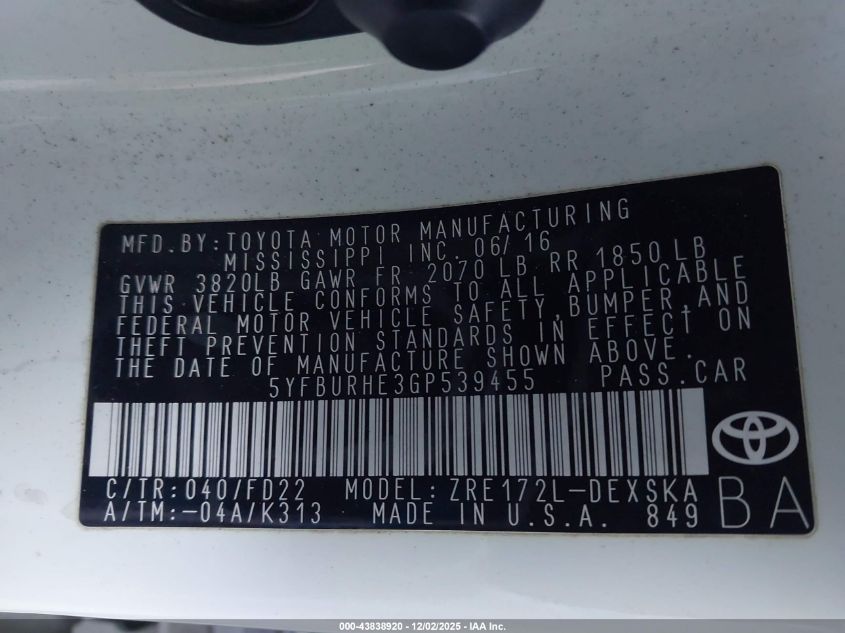 MFD.BY:TOYOTA MOTOR MANUFACTURING
MISSISSIPPI INC. 06/16
GVWR 3820LB GAWR FR 2070 LB RR 1850 LB
THIS VEHICLE CONFORMS TO ALL APPLICABLE
FEDERAL MOTOR VEHICLE SAFETY,BUMPER,AND
THEFT PREVENTION STANDARDS IN EFFECT ON
THE DATE OF MANUFACTURE SHOWN ABOVE.
5YFBURHE3GP539455 PASS.CAR
C/TR:040/FD22 MODEL:ZRE172L-DEXSKA
A/TM:-04A/K313 MADE IN U.S.A. 849
BA
000-43838920 - 12/02/2025 - IAA Inc.